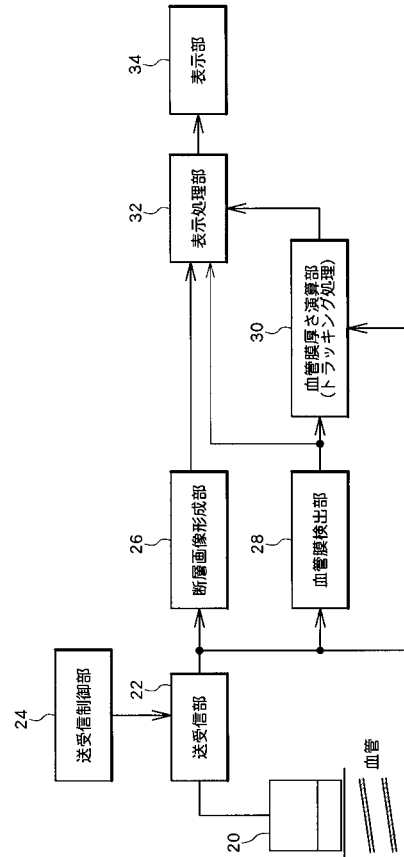 24
送受信制御部
22
送受信部
20
血管
26
断層画像形成部
28
血管膜検出部
30
血管膜厚さ演算部
(トラッキング処理)
32
表示処理部
34
表示部